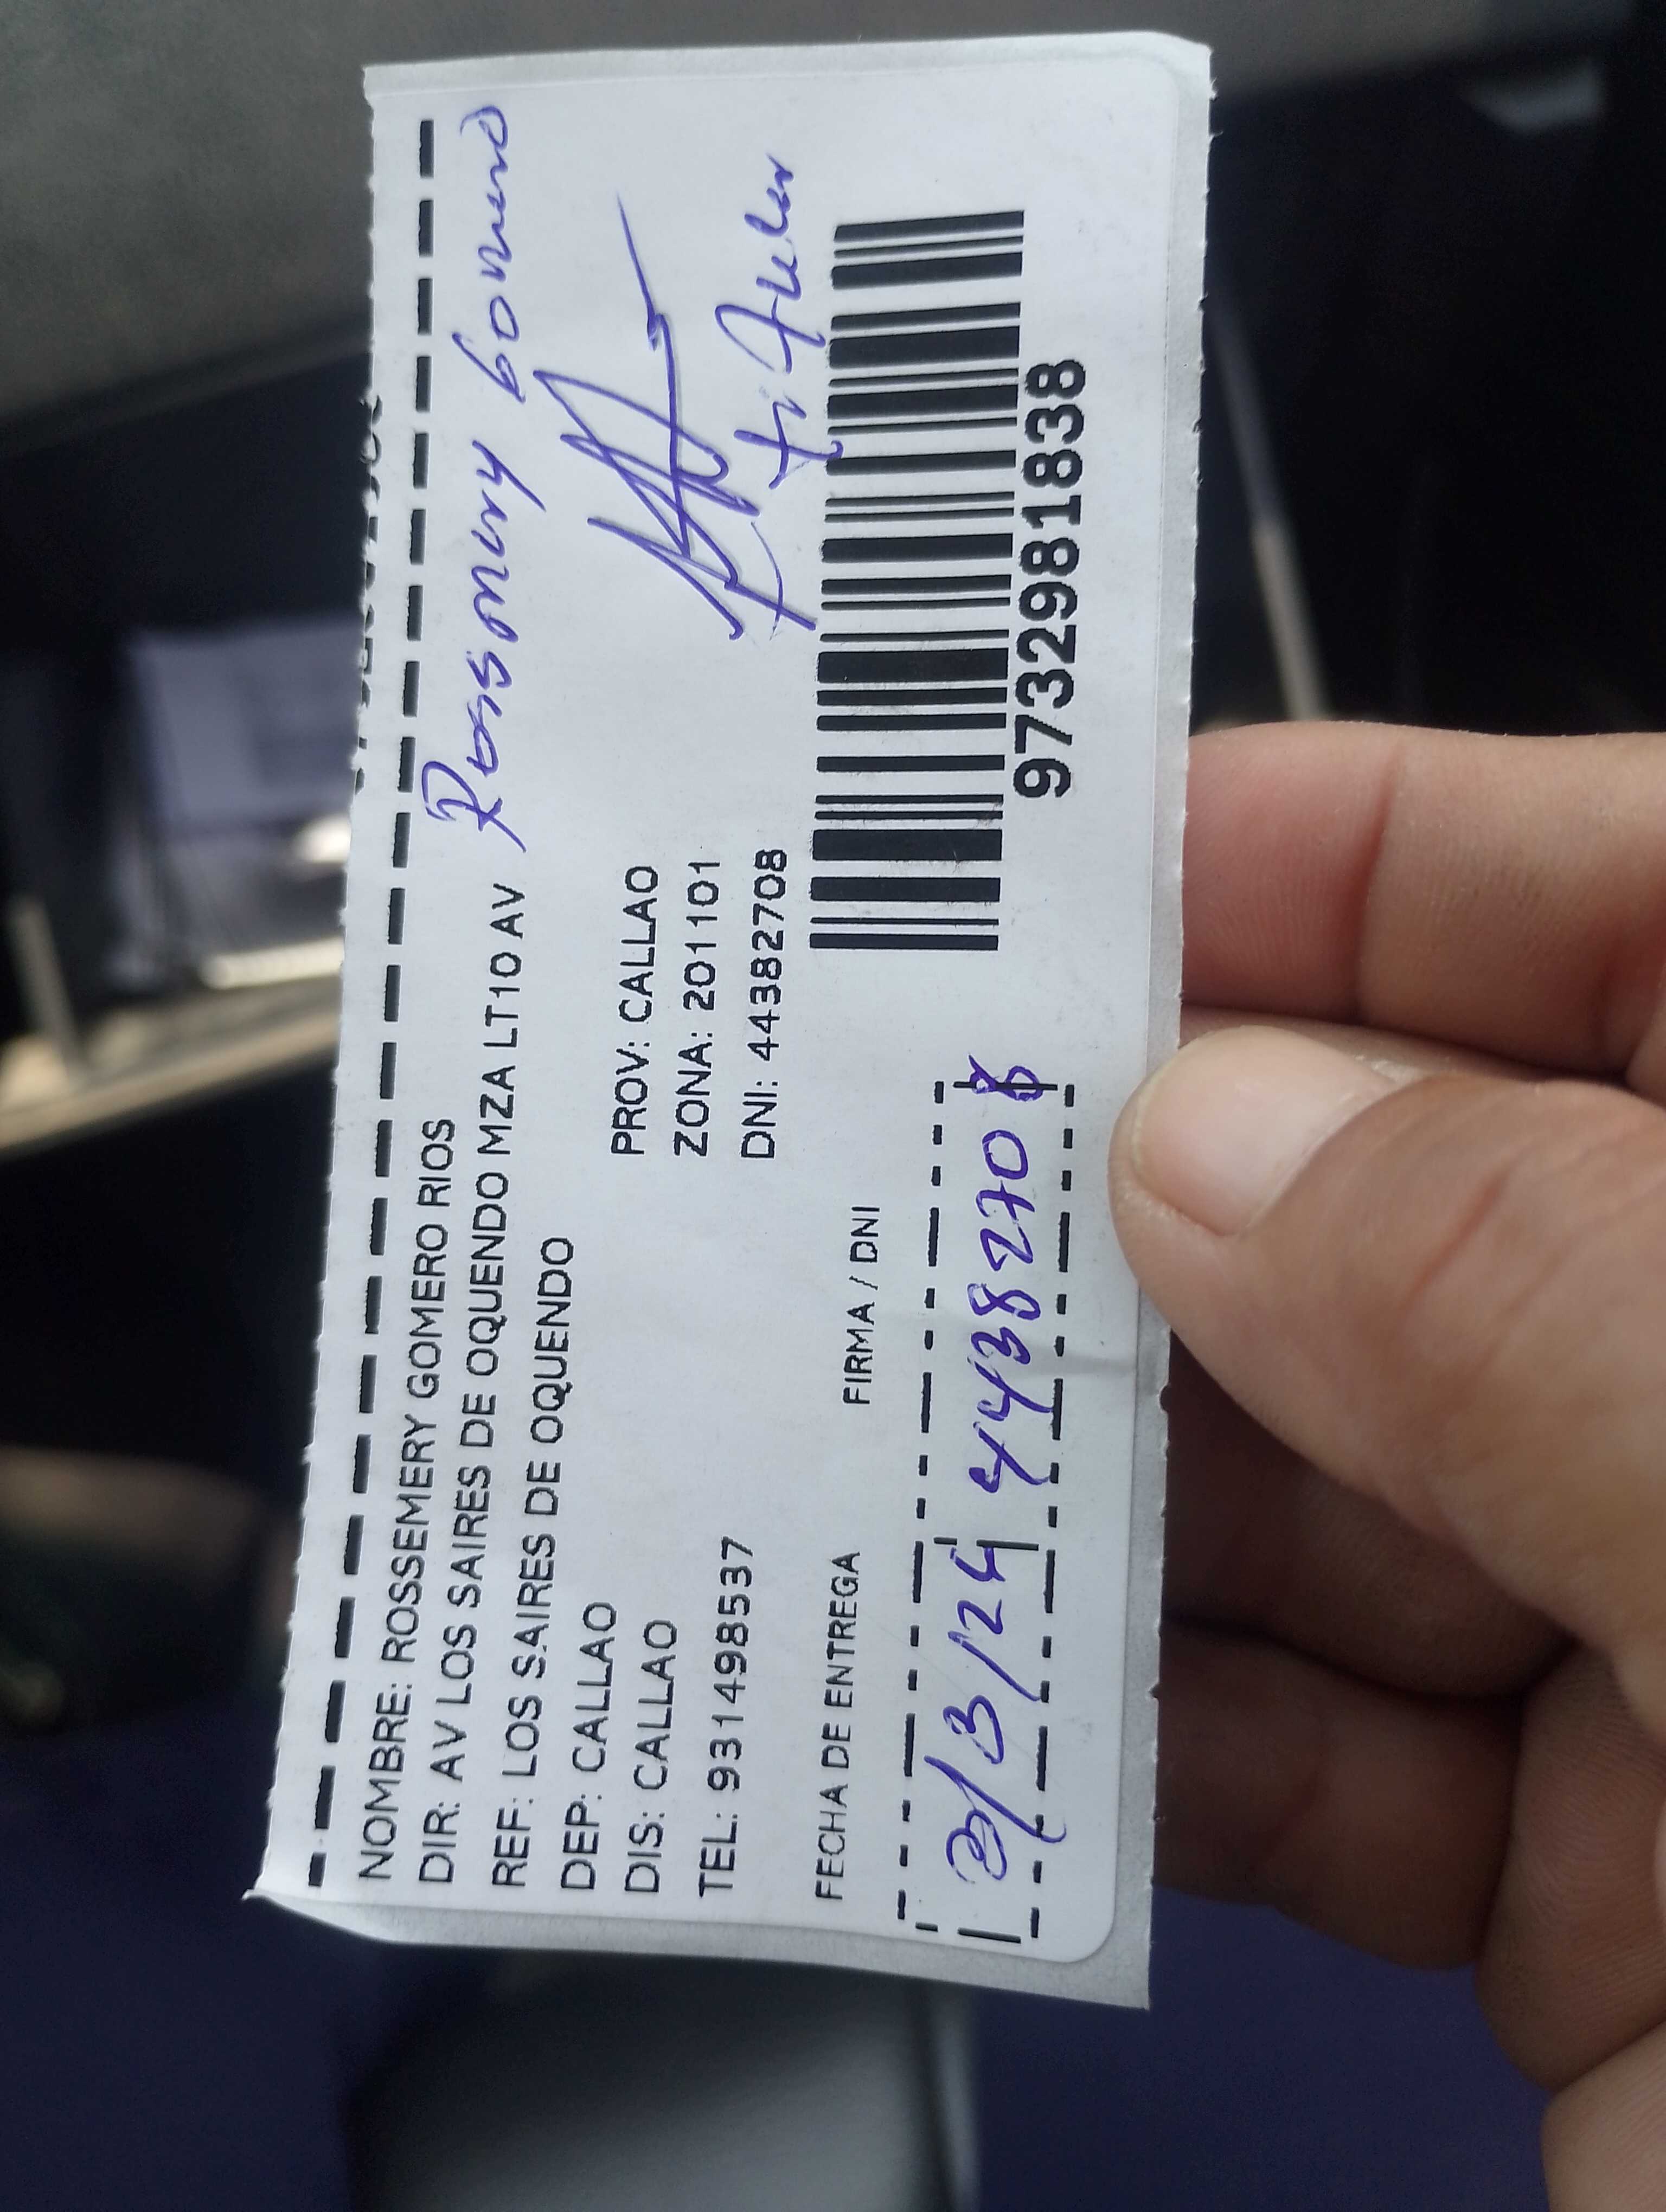 NOMBRE: ROSSEMERY GOMERO RIOS
DIR: AV LOS SAIRES DE OQUENDO MZA LT10 AV
Rossmery Gomero
REF: LOS SAIRES DE OQUENDO
DEP: CALLAO PROV: CALLAO
DIS: CALLAO ZONA: 201101
TEL: 931498537 DNI: 44382708
titular
FECHA DE ENTREGA FIRMA / DNI
/3/24 44382708
9732981838